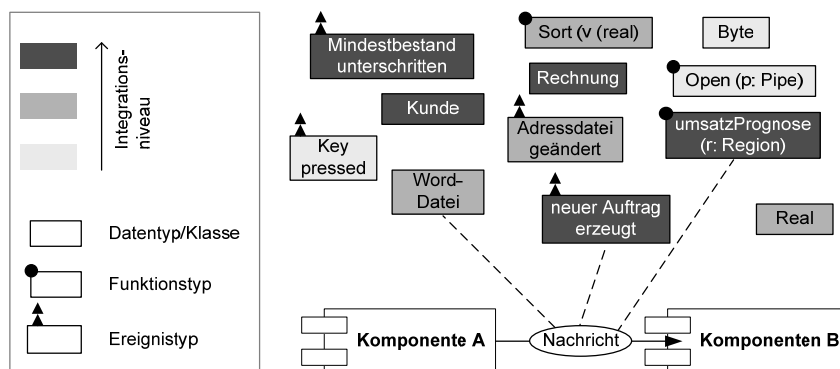 Integrations-
niveau
Datentyp/Klasse
Funktionstyp
Ereignistyp
Mindestbestand
unterschritten
Sort (v (real)
Byte
Rechnung
Open (p: Pipe)
Kunde
Key
pressed
Adressdatei
geändert
umsatzPrognose
(r: Region)
Word-
Datei
neuer Auftrag
erzeugt
Real
Komponente A
Nachricht
Komponenten B